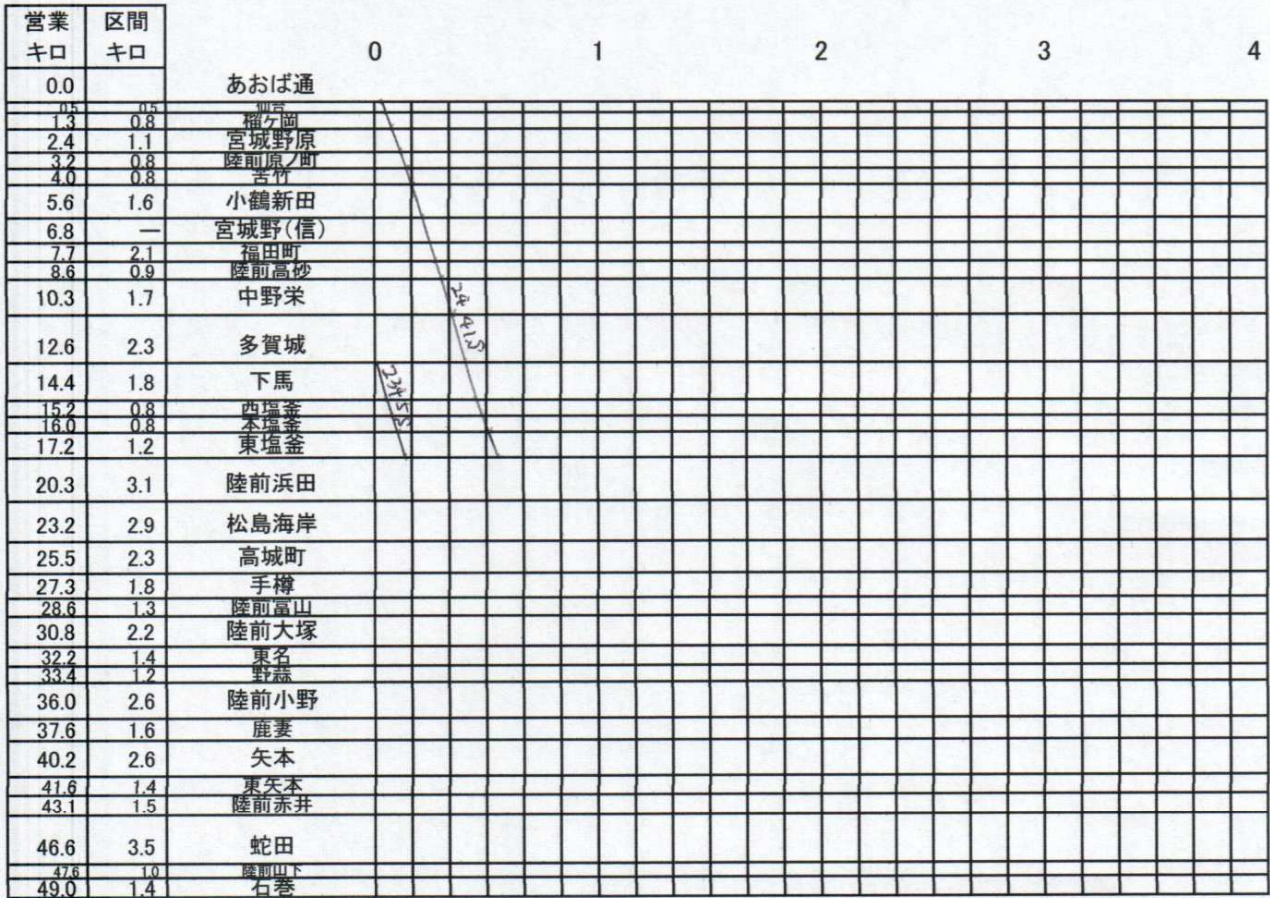 営業 区間
キロ キロ 0 1 2 3 4
0.0 あおば通
0.5 0.5 仙台
1.3 0.8 榴ケ岡
2.4 1.1 宮城野原
3.2 0.8 陸前原ノ町
4.0 0.8 苦竹
5.6 1.6 小鶴新田
6.8 ― 宮城野(信)
7.7 2.1 福田町
8.6 0.9 陸前高砂
10.3 1.7 中野栄
24.41.5
12.6 2.3 多賀城
14.4 1.8 下馬
15.2 0.8 西塩釜
16.0 0.8 本塩釜
17.2 1.2 東塩釜
20.3 3.1 陸前浜田
23.2 2.9 松島海岸
25.5 2.3 高城町
27.3 1.8 手樽
28.6 1.3 陸前富山
30.8 2.2 陸前大塚
32.2 1.4 東名
33.4 1.2 野蒜
36.0 2.6 陸前小野
37.6 1.6 鹿妻
40.2 2.6 矢本
41.6 1.4 東矢本
43.1 1.5 陸前赤井
46.6 3.5 蛇田
47.6 1.0 陸前山下
49.0 1.4 石巻